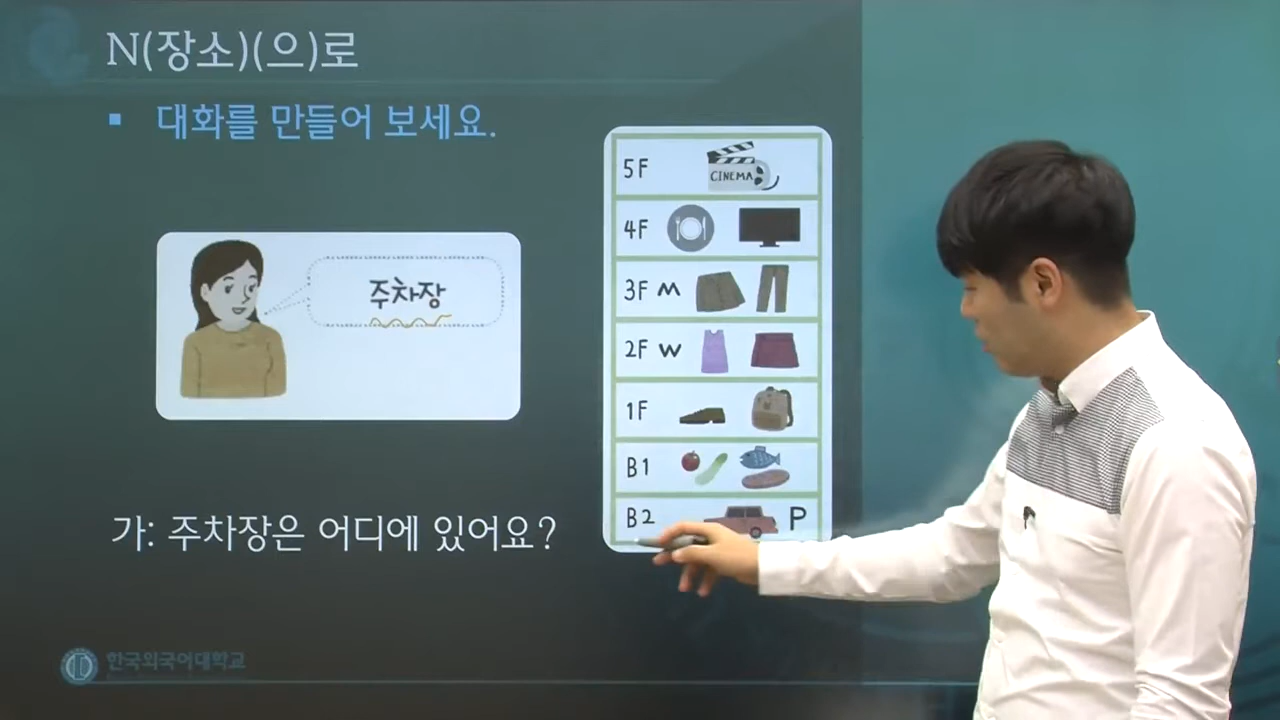 N(장소)(으)로
▪ 대화를 만들어 보세요.
주차장
5F CINEMA
4F
3F M
2F W
1F
B1
B2 P
가: 주차장은 어디에 있어요?
한국외국어대학교